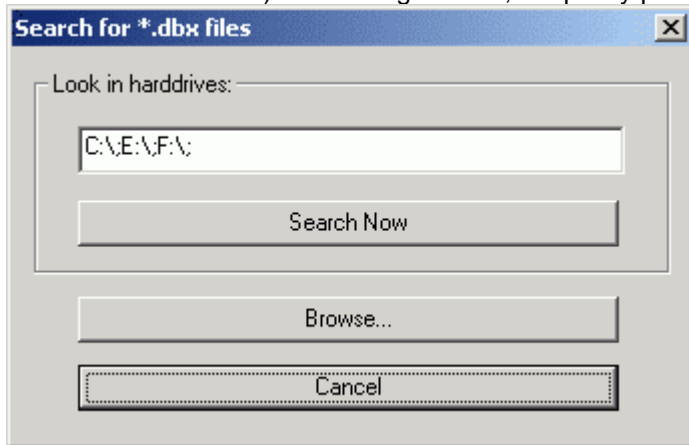 Search for *.dbx files
Look in harddrives:
C:\;E:\;F:\;
Search Now
Browse...
Cancel